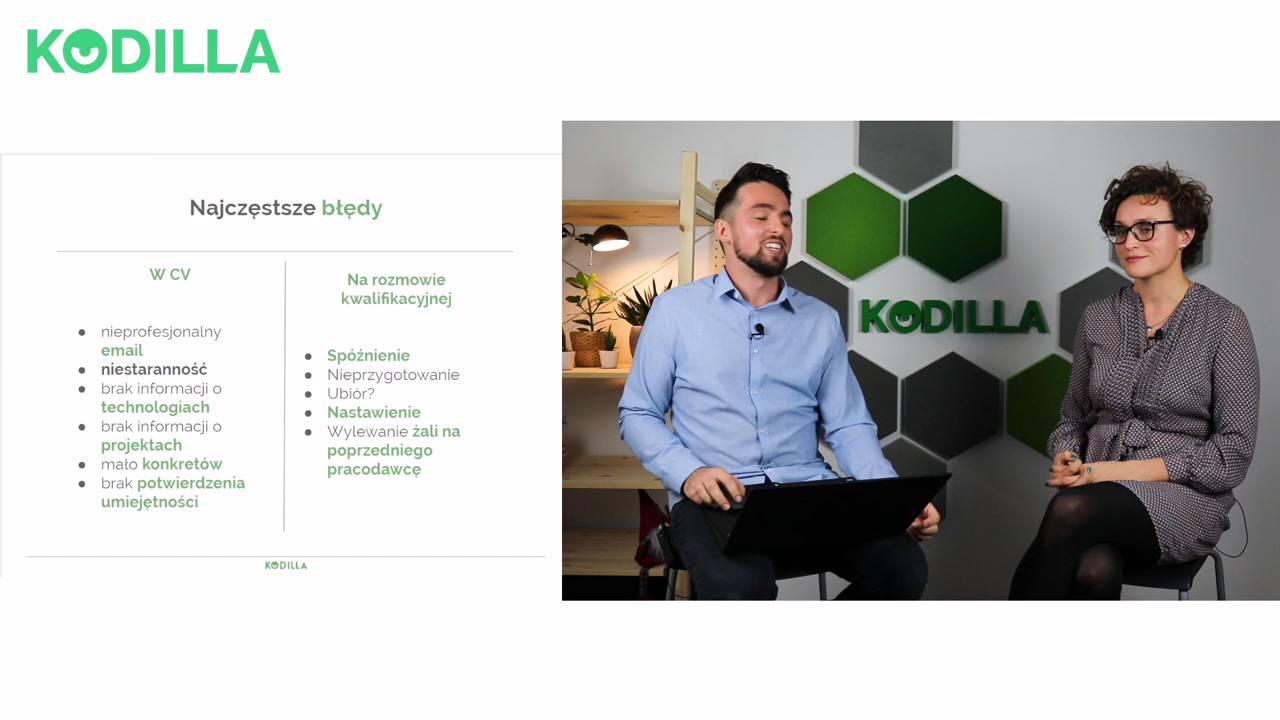 KODILLA
Najczęstsze błędy
W CV
nieprofesjonalny
email
niestaranność
brak informacji o
technologiach
brak informacji o
projektach
mało konkretów
brak potwierdzenia
umiejętności
Na rozmowie
kwalifikacyjnej
Spóźnienie
Nieprzygotowanie
Ubiór?
Nastawienie
Wylewanie żali na
poprzedniego
pracodawcę
KODILLA
KODILLA